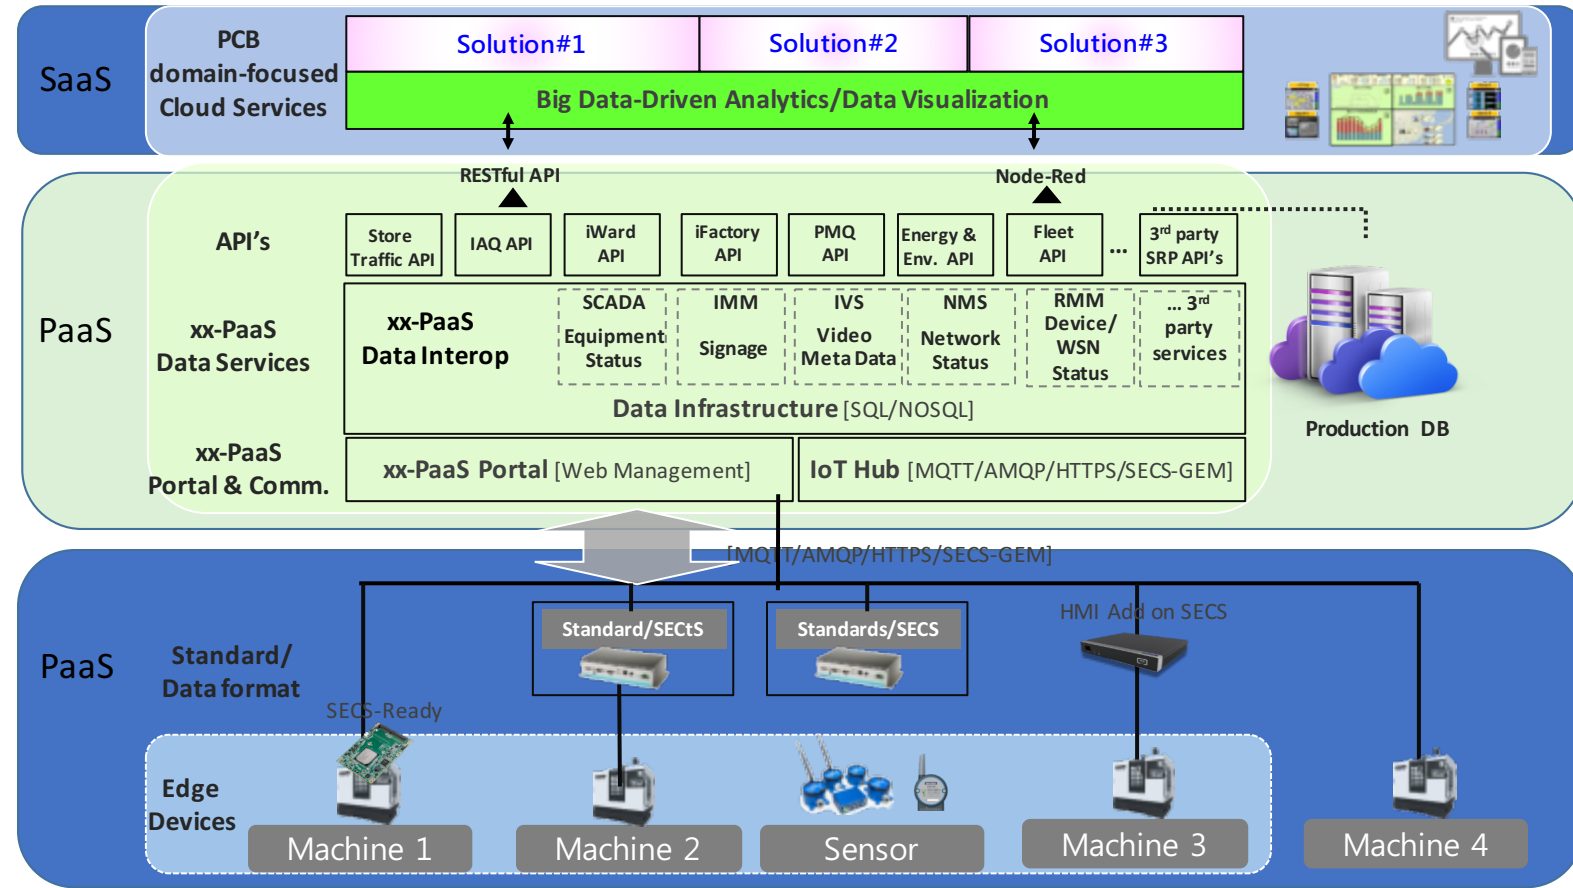 SaaS
PCB
domain-focused
Cloud Services
Solution#1
Solution#2
Solution#3
Big Data-Driven Analytics/Data Visualization
RESTful API
Node-Red
PaaS
API's
Store
Traffic API
IAQ API
iWard
API
iFactory
API
PMQ
API
Energy &
Env. API
Fleet
API
...
3rd party
SRP API's
xx-PaaS
Data Services
xx-PaaS
Data Interop
SCADA
Equipment
Status
IMM
Signage
IVS
Video
Meta Data
NMS
Network
Status
RMM
Device/
WSN
Status
... 3rd
party
services
Data Infrastructure [SQL/NOSQL]
Production DB
xx-PaaS
Portal & Comm.
xx-PaaS Portal [Web Management]
IoT Hub [MQTT/AMQP/HTTPS/SECS-GEM]
[MQTT/AMQP/HTTPS/SECS-GEM]
PaaS
Standard/
Data format
SECS-Ready
Standard/SECtS
Standards/SECS
HMI Add on SECS
Edge
Devices
Machine 1
Machine 2
Sensor
Machine 3
Machine 4